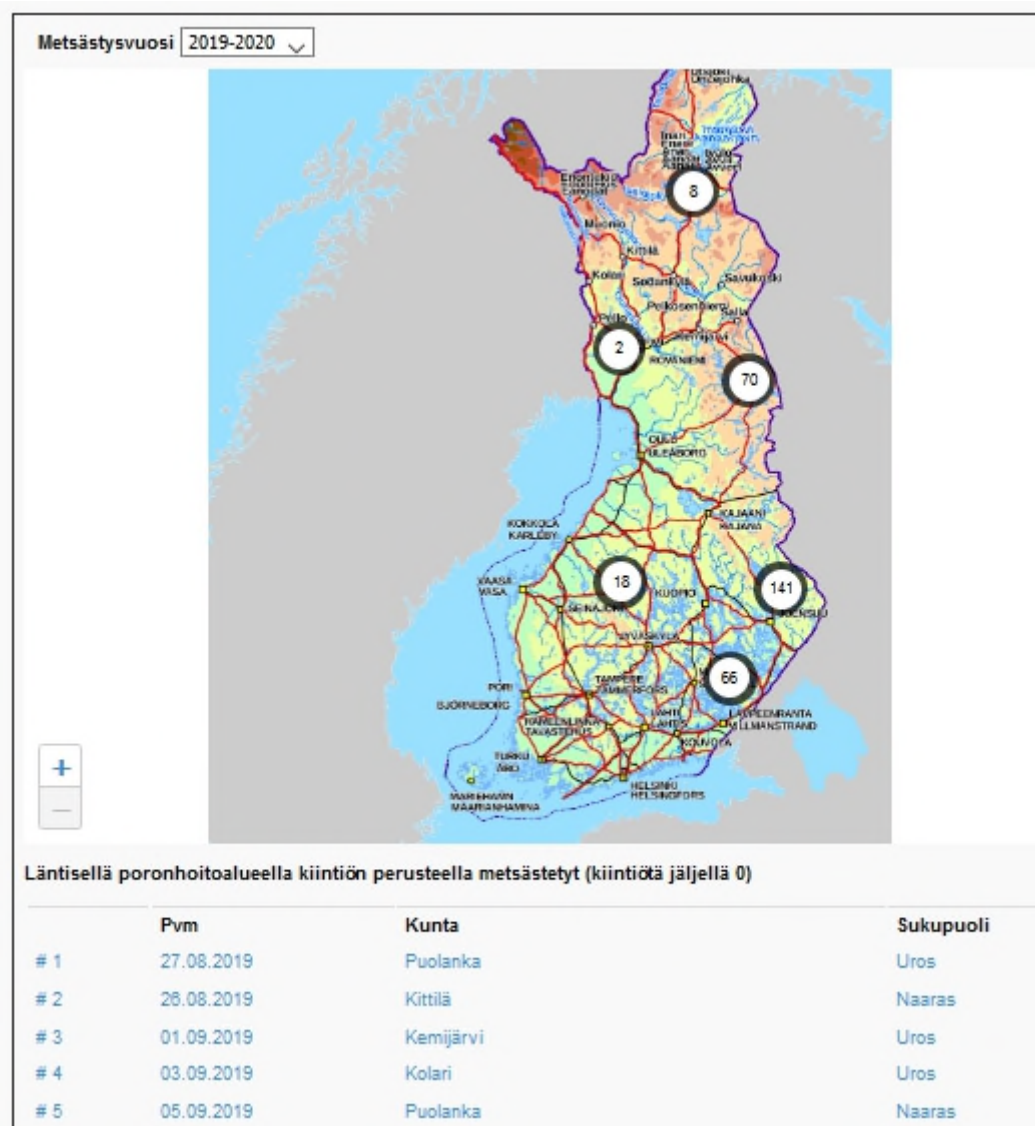 Metsästysvuosi 2019-2020
Utsjoki
Ohcejohka
Inari
8
Muonio
Kittilä
Kolari
Sodankylä
Savukoski
Pelkosenniemi
Salla
Pello
Kemijärvi
2
ROVANIEMI
70
OULU
ULEÅBORG
KAJAANI
KAJANA
KOKKOLA
KARLEBY
18
141
VAASA
VASA
KUOPIO
SEINÄJOKI
JOENSUU
JYVÄSKYLÄ
66
TAMPERE
TAMMERFORS
PORI
BJÖRNEBORG
LAHTI
LAHTIS
LAPPEENRANTA
VILLMANSTRAND
HÄMEENLINNA
TAVASTEHUS
KOUVOLA
TURKU
ÅBO
HELSINKI
HELSINGFORS
MARIEHAMN
MAARIANHAMINA
+
−
Läntisellä poronhoitoalueella kiintiön perusteella metsästetyt (kiintiötä jäljellä 0)
Pvm Kunta Sukupuoli
# 1 27.08.2019 Puolanka Uros
# 2 26.08.2019 Kittilä Naaras
# 3 01.09.2019 Kemijärvi Uros
# 4 03.09.2019 Kolari Uros
# 5 05.09.2019 Puolanka Naaras